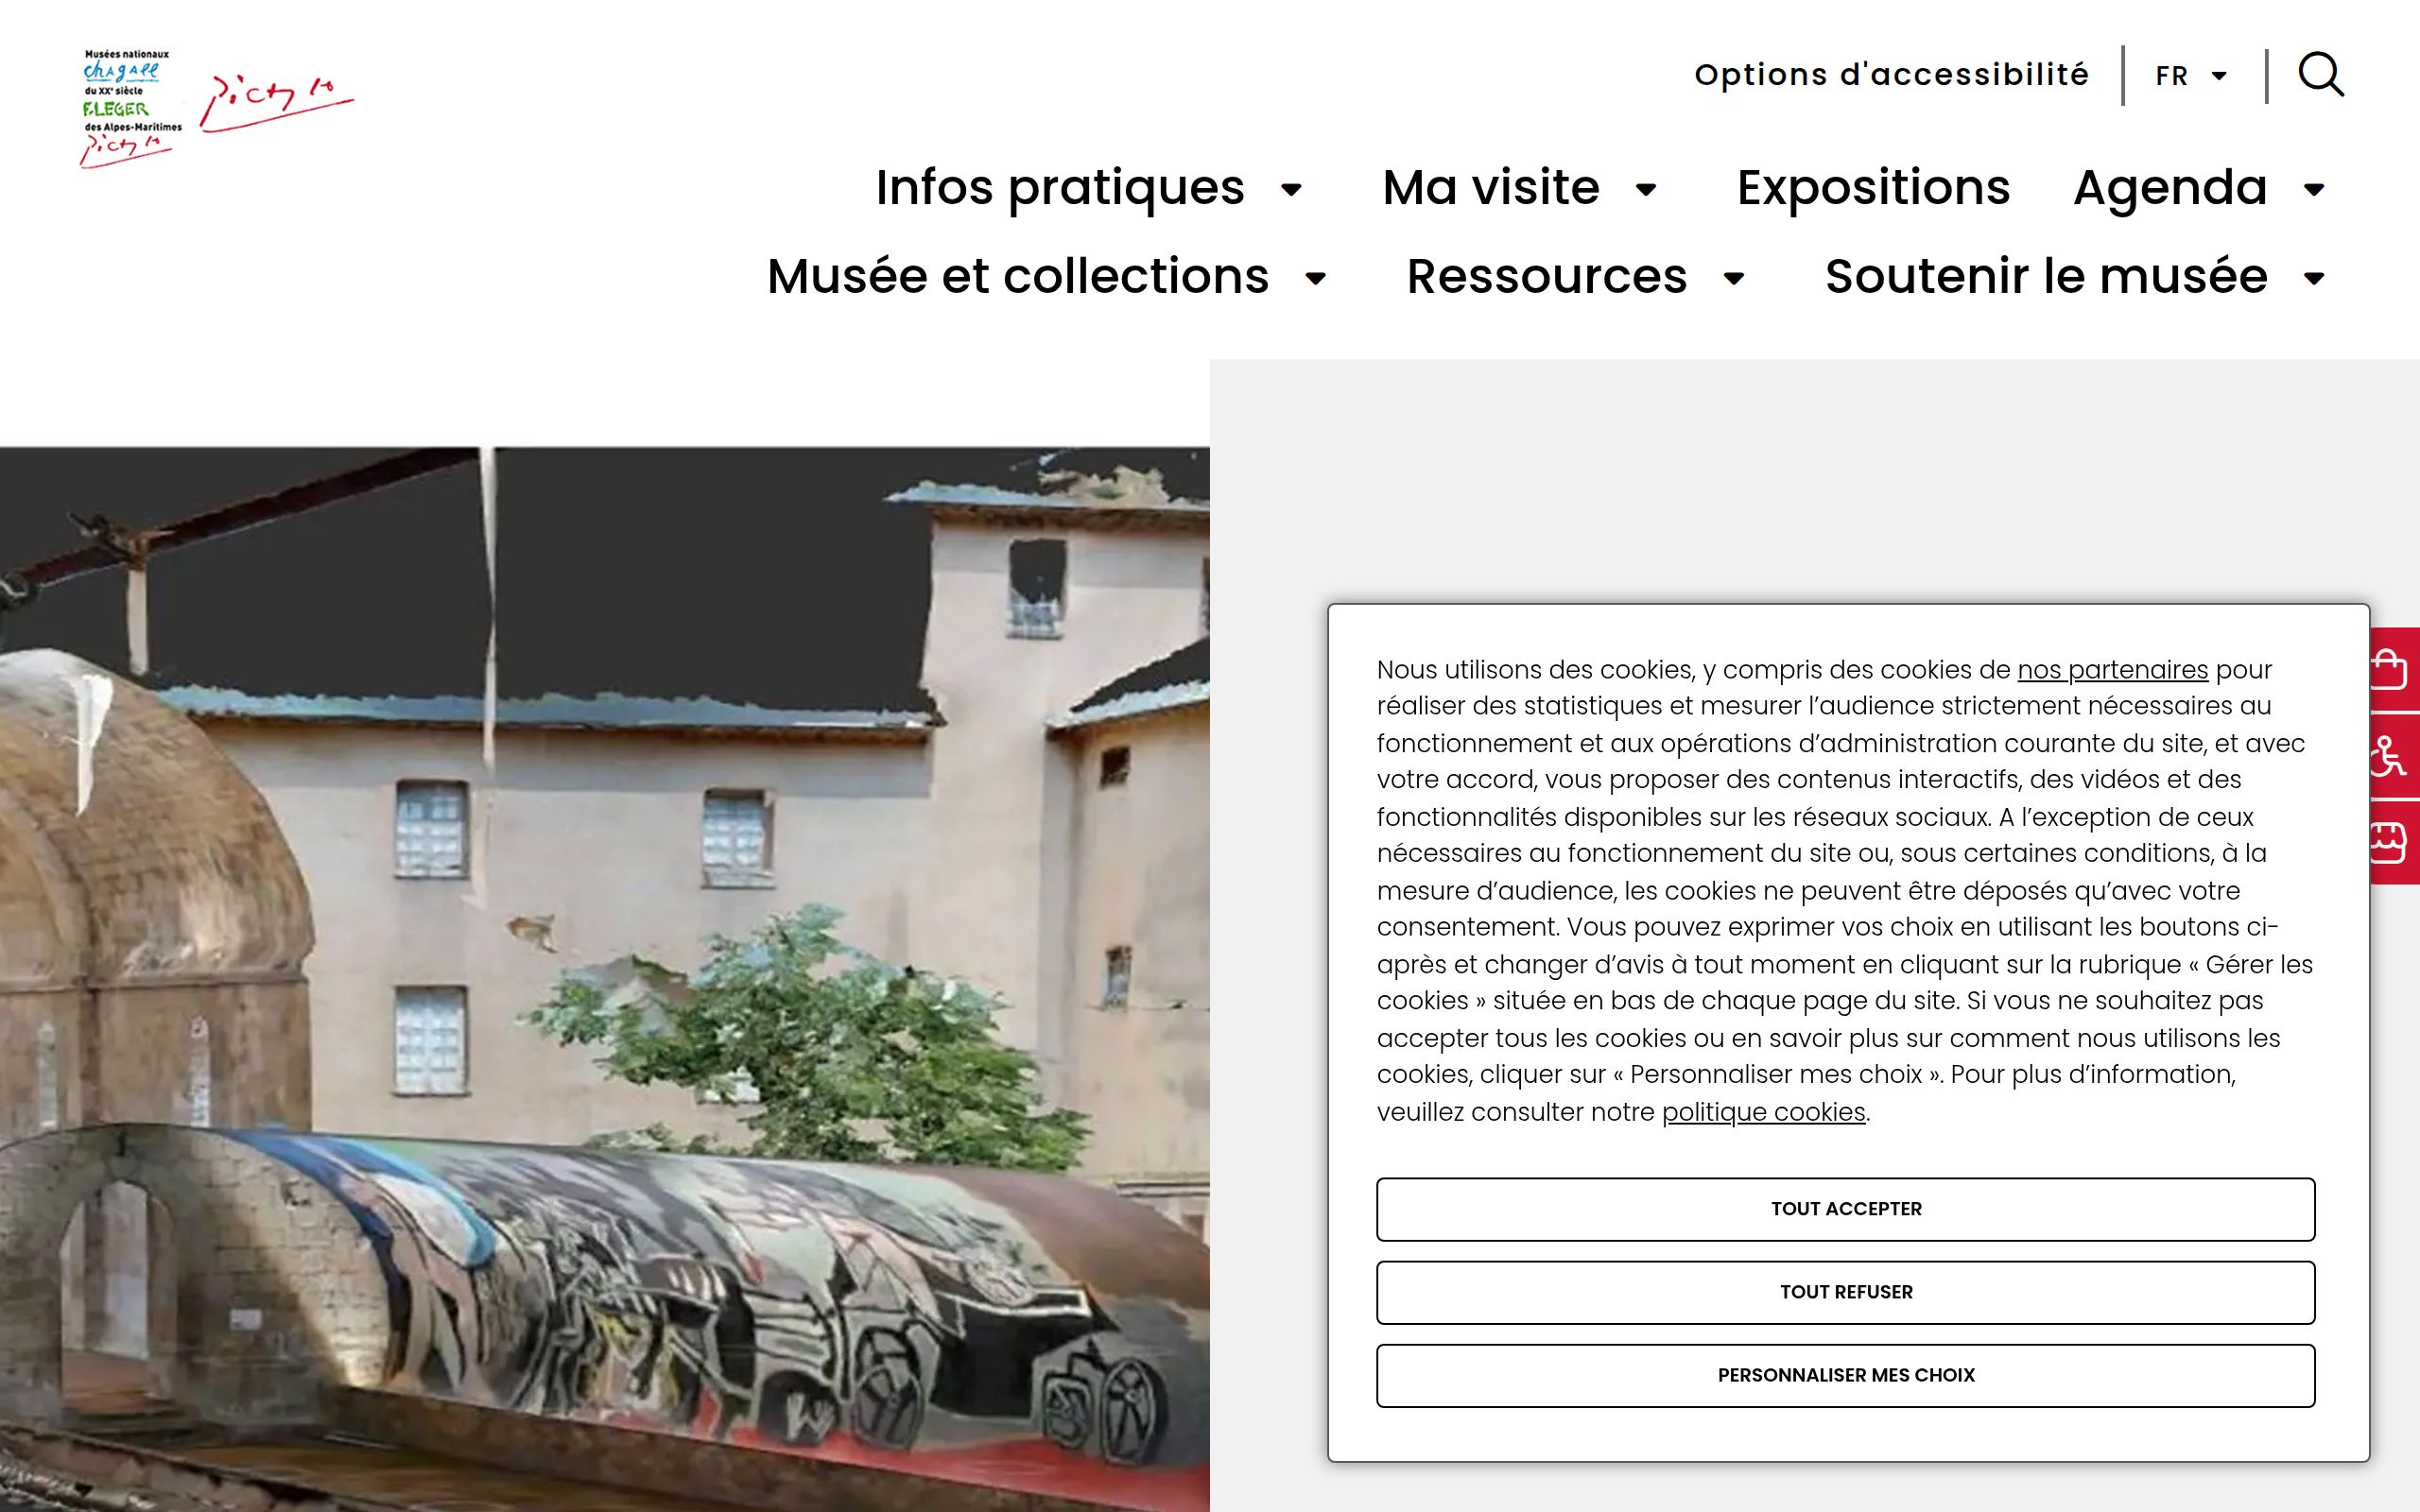 Musées nationaux
chagall
du XXe siècle
F.LEGER
des Alpes-Maritimes
Picasso
Picasso
Options d'accessibilité
FR
Infos pratiques
Ma visite
Expositions
Agenda
Musée et collections
Ressources
Soutenir le musée
Nous utilisons des cookies, y compris des cookies de nos partenaires pour
réaliser des statistiques et mesurer l’audience strictement nécessaires au
fonctionnement et aux opérations d’administration courante du site, et avec
votre accord, vous proposer des contenus interactifs, des vidéos et des
fonctionnalités disponibles sur les réseaux sociaux. A l’exception de ceux
nécessaires au fonctionnement du site ou, sous certaines conditions, à la
mesure d’audience, les cookies ne peuvent être déposés qu’avec votre
consentement. Vous pouvez exprimer vos choix en utilisant les boutons ci-
après et changer d’avis à tout moment en cliquant sur la rubrique « Gérer les
cookies » située en bas de chaque page du site. Si vous ne souhaitez pas
accepter tous les cookies ou en savoir plus sur comment nous utilisons les
cookies, cliquer sur « Personnaliser mes choix ». Pour plus d’information,
veuillez consulter notre politique cookies.
TOUT ACCEPTER
TOUT REFUSER
PERSONNALISER MES CHOIX